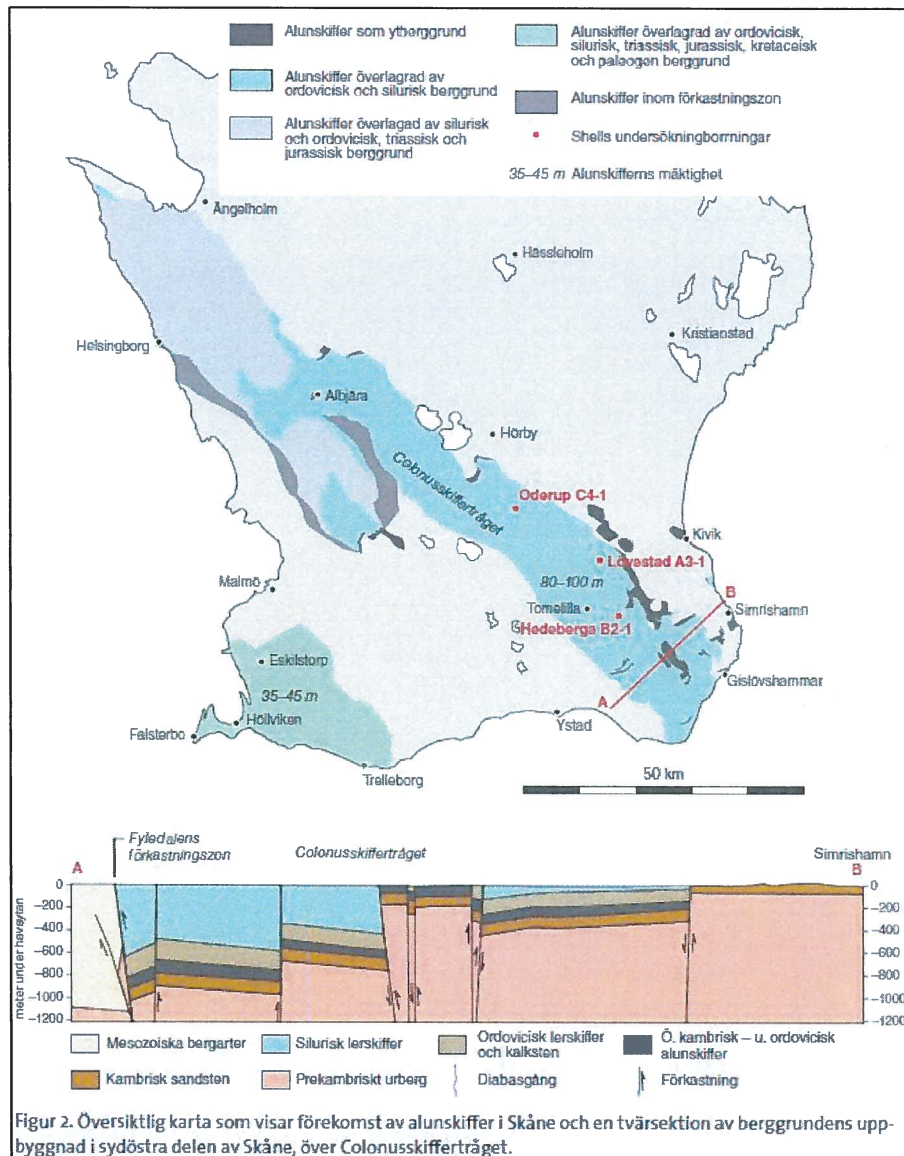 Alunskiffer som ytberggrund
Alunskiffer överlagrad av
ordovicisk och silurisk berggrund
Alunskiffer överlagad av silurisk
och ordovicisk, triassisk och
jurassisk berggrund
Alunskiffer överlagrad av ordovicisk,
silurisk, triassisk, jurassisk, kretaceisk
och paleogen berggrund
Alunskiffer inom förkastningszon
Shells undersökningborrningar
35–45 m Alunskifferns mäktighet
Ängelholm
Hässleholm
Kristianstad
Helsingborg
Albjära
Hörby
Colonusskiffertråget
Oderup C4-1
Kivik
Lövestad A3-1
Malmö
80–100 m
B
Tomelilla
Simrishamn
Hedeberga B2-1
Eskilstorp
Gislövshammar
35–45 m
A
Höllviken
Ystad
Falsterbo
Trelleborg
50 km
Fyledalens
förkastningszon
Colonusskiffertråget
Simrishamn
A
B
meter under havsytan
0
–200
–400
–600
–800
–1000
–1200
0
–200
–400
–600
–800
–1000
–1200
Mesozoiska bergarter
Silurisk lerskiffer
Ordovicisk lerskiffer
och kalksten
Ö. kambrisk – u. ordovicisk
alunskiffer
Kambrisk sandsten
Prekambriskt urberg
Diabasgång
Förkastning
Figur 2. Översiktlig karta som visar förekomst av alunskiffer i Skåne och en tvärsektion av berggrundens upp-
byggnad i sydöstra delen av Skåne, över Colonusskiffertråget.